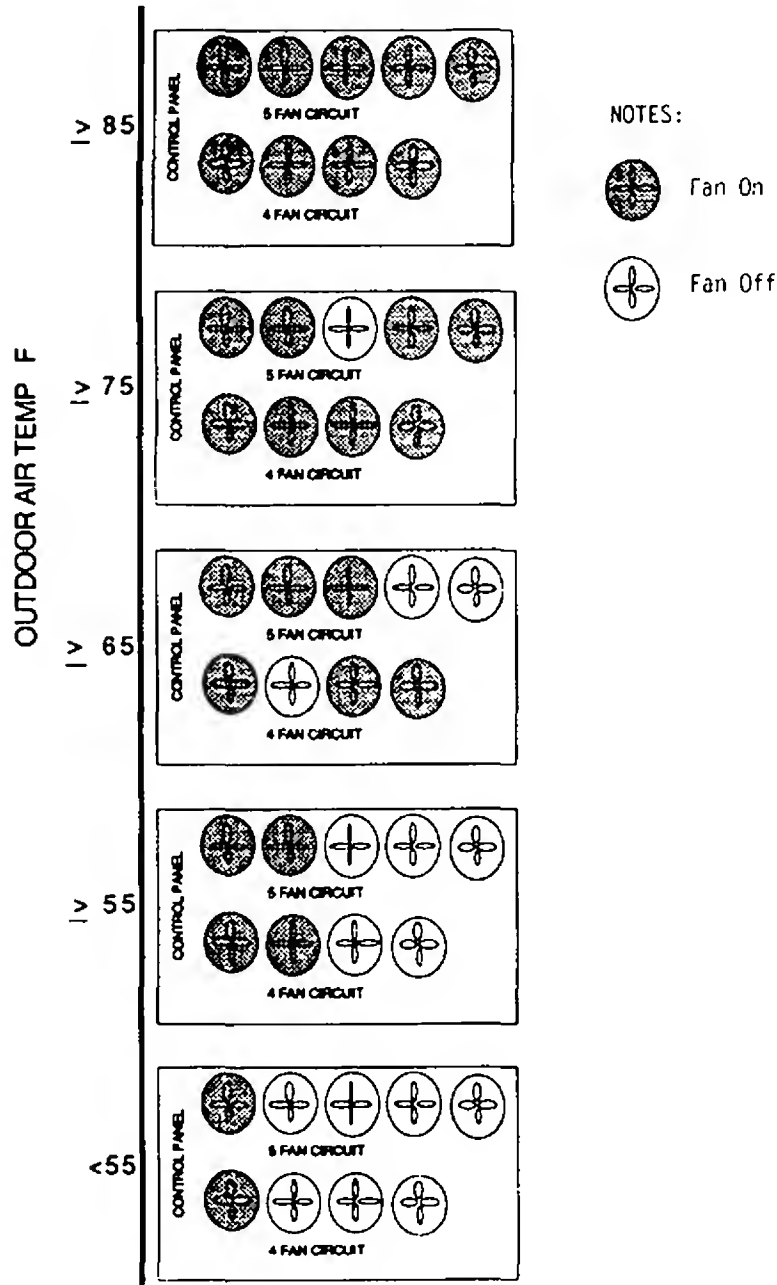 OUTDOOR AIR TEMP F
≥ 85
CONTROL PANEL
5 FAN CIRCUIT
4 FAN CIRCUIT
NOTES:
Fan On
Fan Off
≥ 75
CONTROL PANEL
5 FAN CIRCUIT
4 FAN CIRCUIT
≥ 65
CONTROL PANEL
5 FAN CIRCUIT
4 FAN CIRCUIT
≥ 55
CONTROL PANEL
5 FAN CIRCUIT
4 FAN CIRCUIT
<55
CONTROL PANEL
5 FAN CIRCUIT
4 FAN CIRCUIT